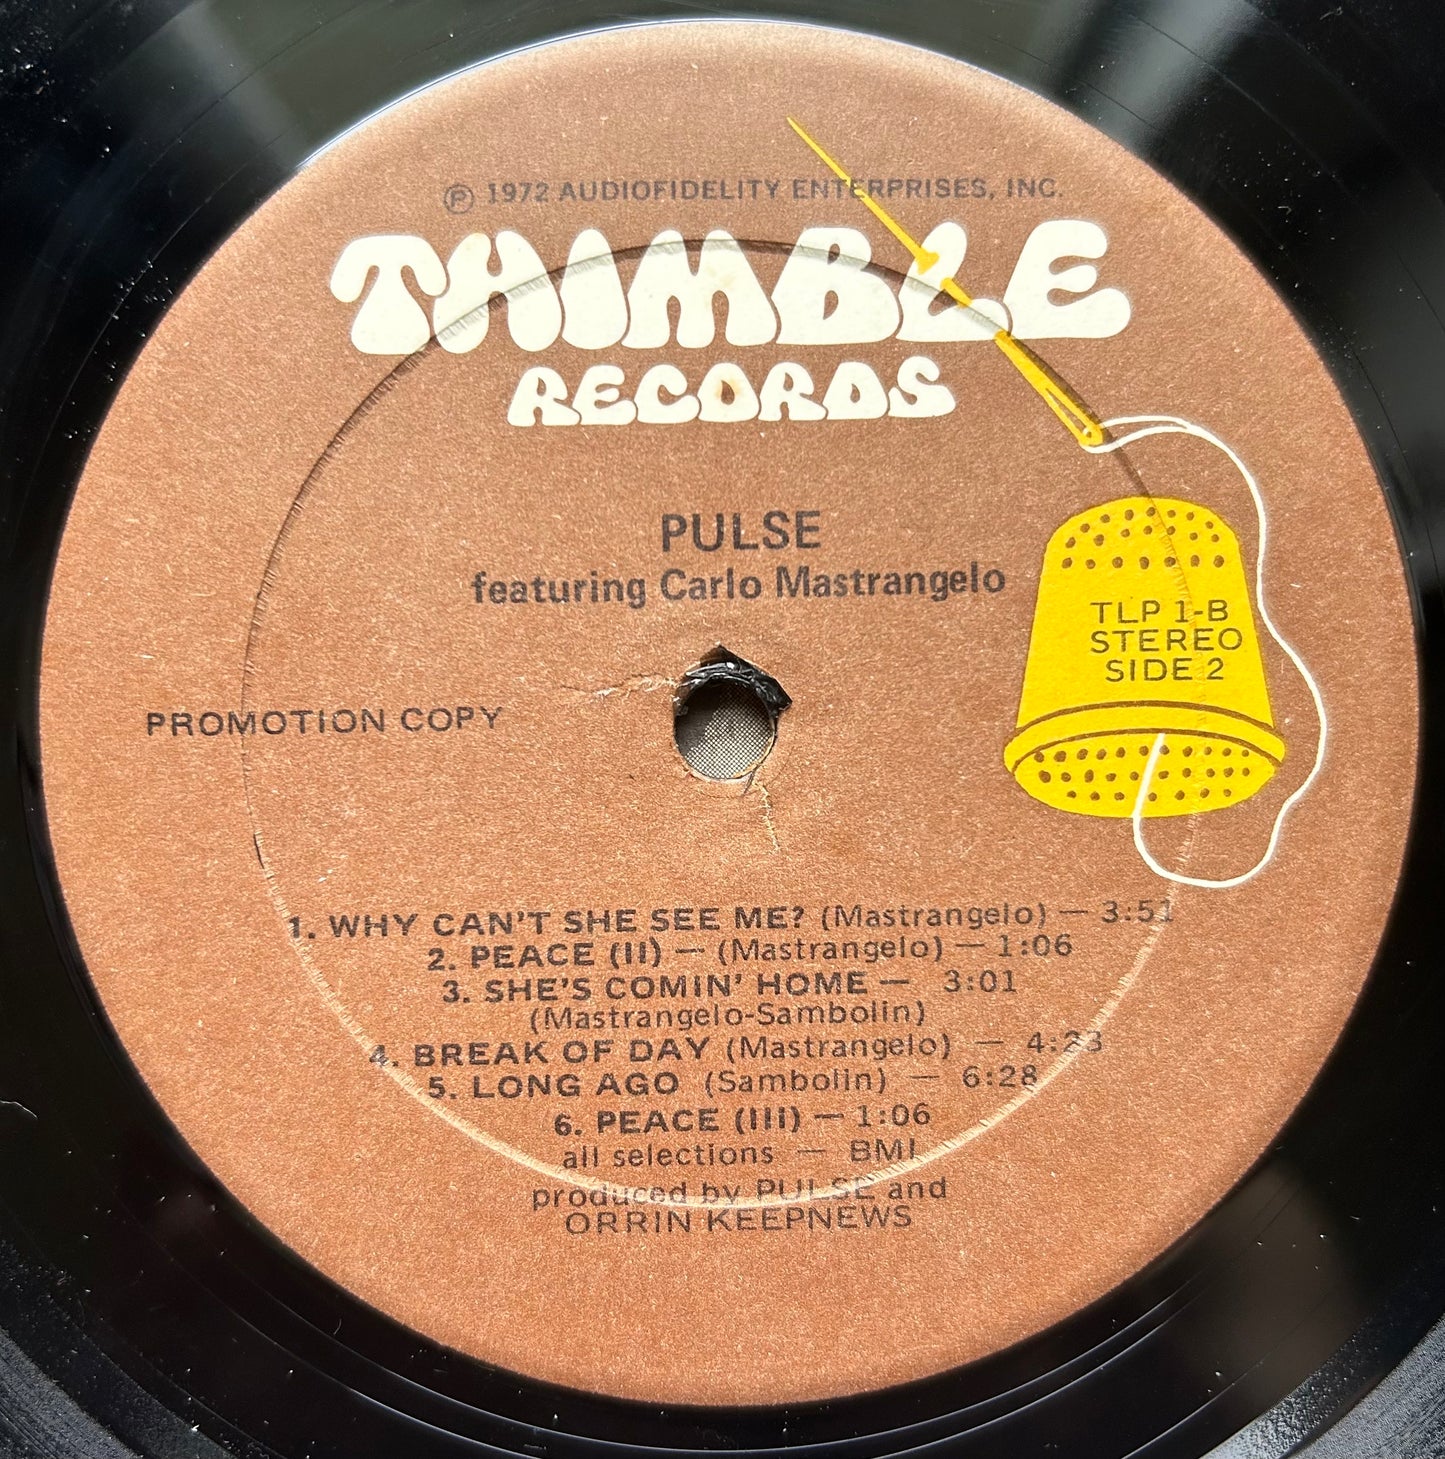 ℗ 1972 AUDIOFIDELITY ENTERPRISES, INC.
THIMBLE
RECORDS
PULSE
featuring Carlo Mastrangelo
TLP 1-B
STEREO
SIDE 2
PROMOTION COPY
1. WHY CAN'T SHE SEE ME? (Mastrangelo) — 3:51
2. PEACE (II) — (Mastrangelo) — 1:06
3. SHE'S COMIN' HOME — 3:01
(Mastrangelo-Sambolin)
4. BREAK OF DAY (Mastrangelo) — 4:23
5. LONG AGO (Sambolin) — 6:28
6. PEACE (III) — 1:06
all selections — BMI
produced by PULSE and
ORRIN KEEPNEWS